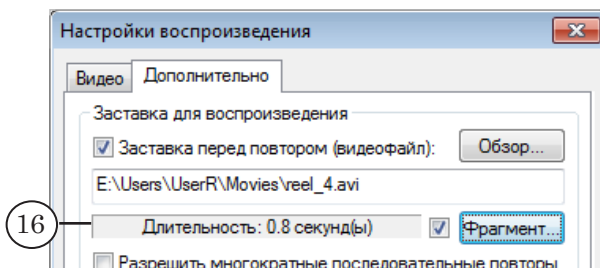 Настройки воспроизведения
Видео Дополнительно
Заставка для воспроизведения
Заставка перед повтором (видеофайл): Обзор...
E:\Users\UserR\Movies\reel_4.avi
16 Длительность: 0.8 секунд(ы) Фрагмент...
Разрешить многократные последовательные повторы